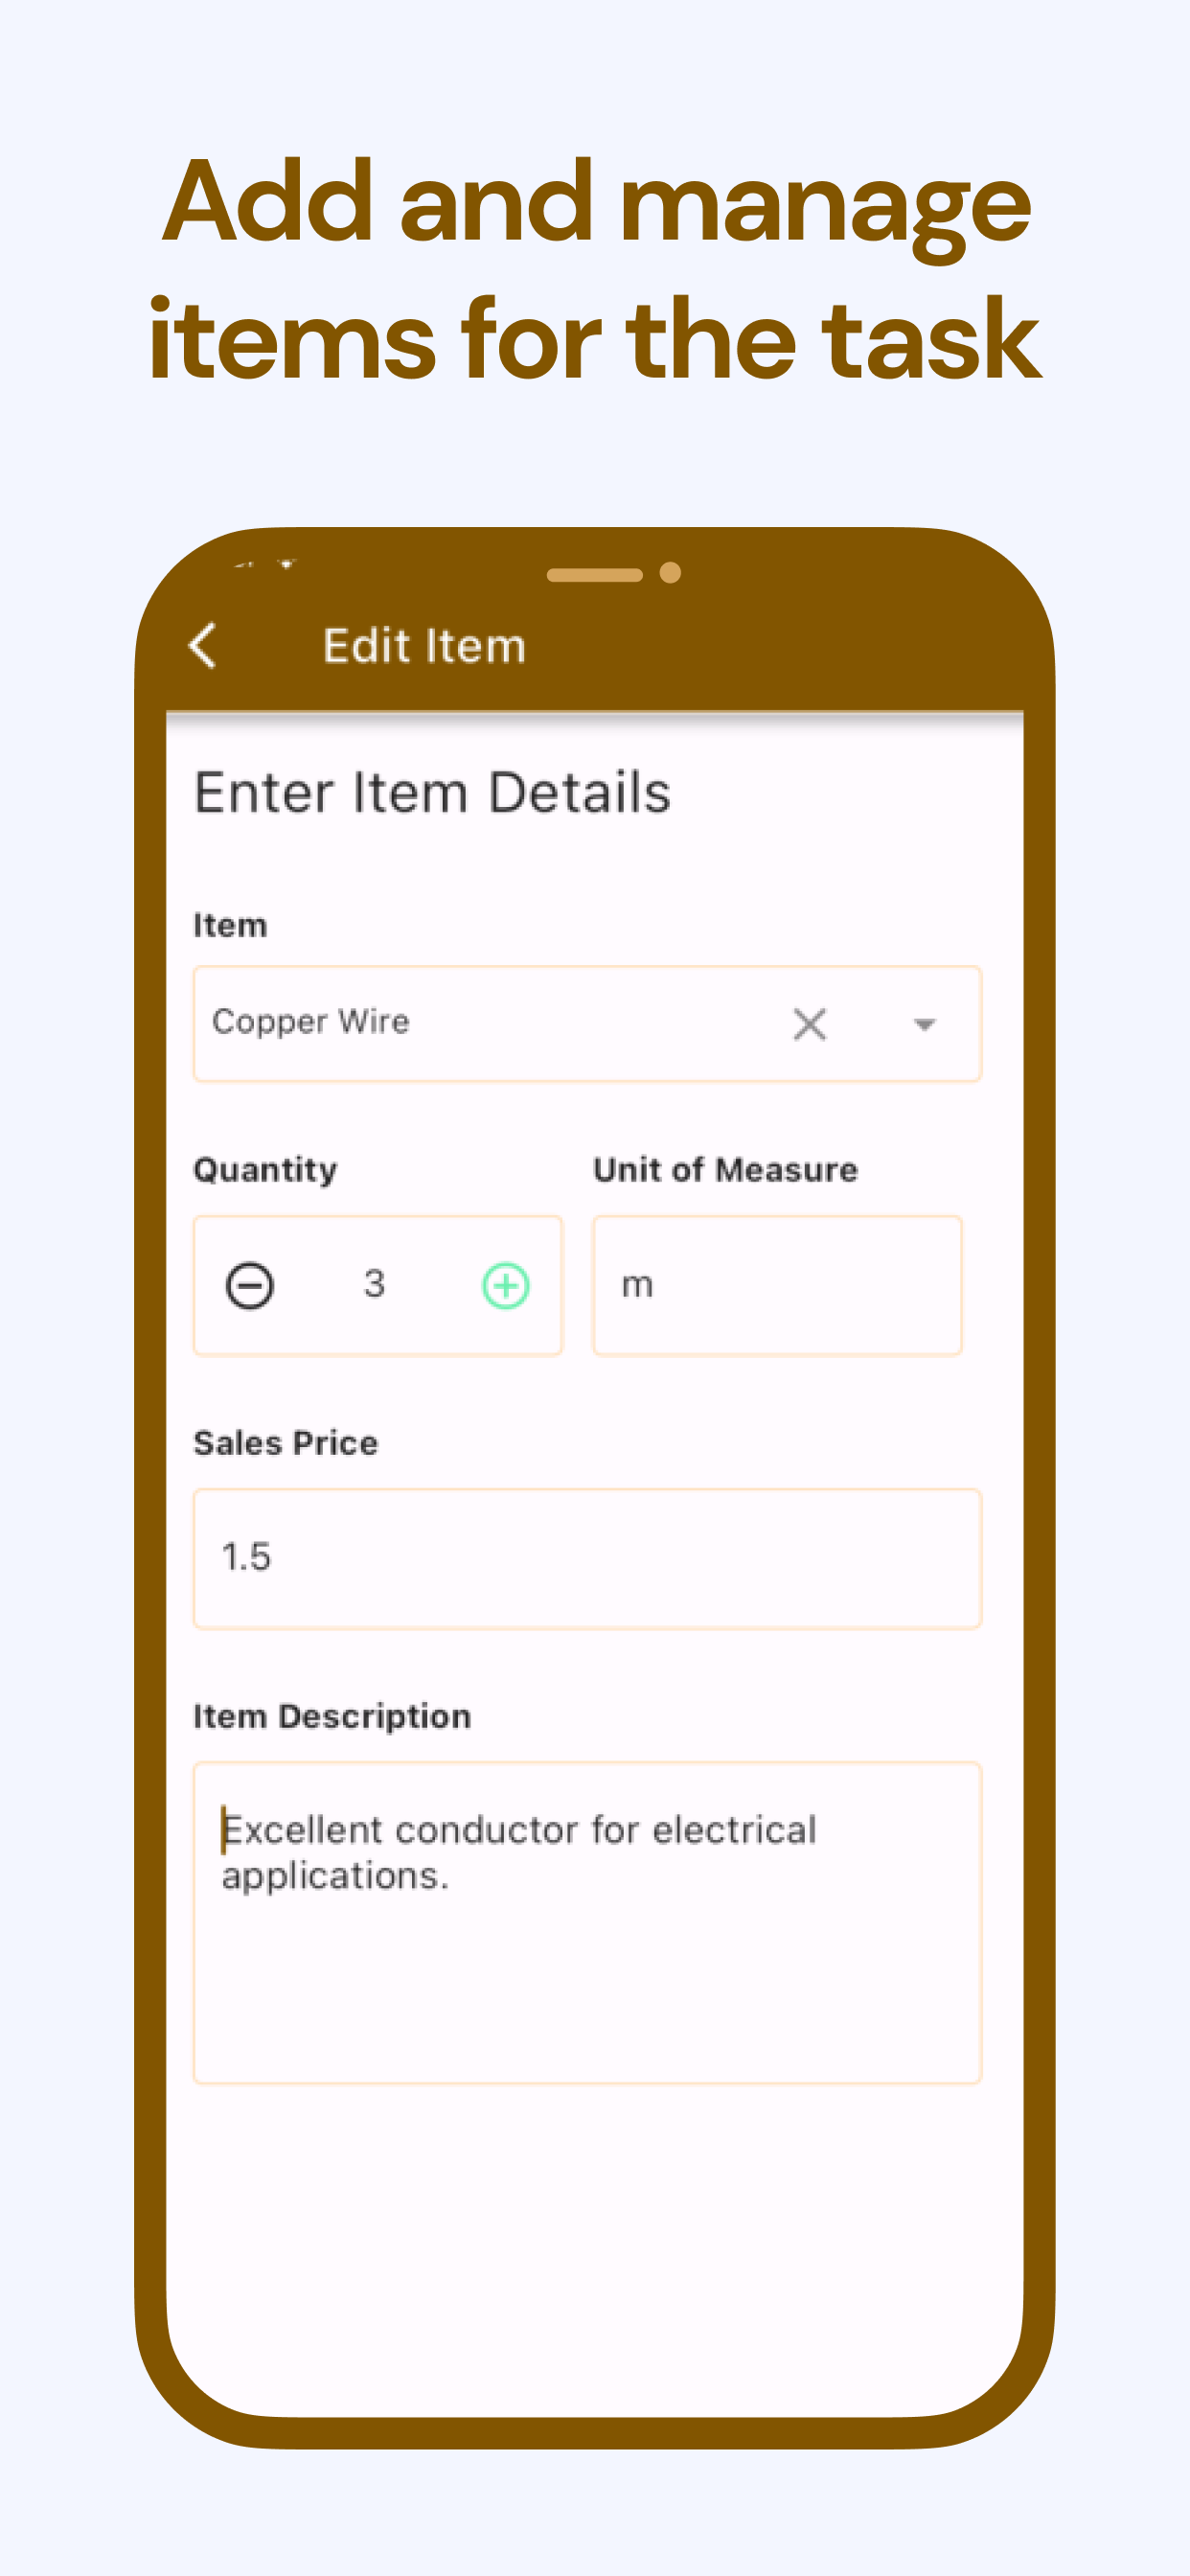 Add and manage
items for the task
Edit Item
Enter Item Details
Item
Copper Wire
Quantity
Unit of Measure
3
m
Sales Price
1.5
Item Description
Excellent conductor for electrical
applications.